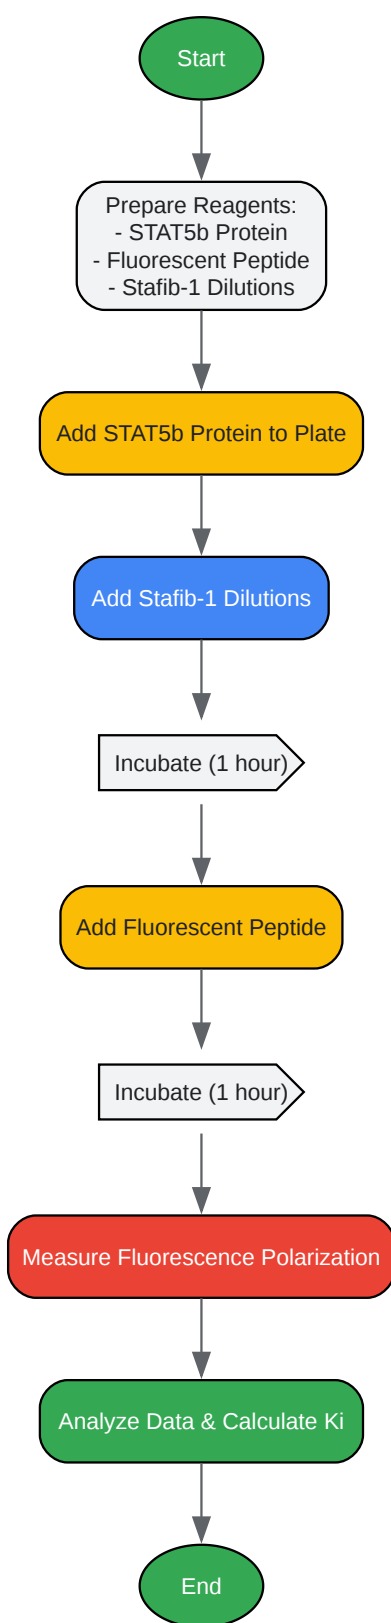 Start
Prepare Reagents:
- STAT5b Protein
- Fluorescent Peptide
- Stafib-1 Dilutions
Add STAT5b Protein to Plate
Add Stafib-1 Dilutions
Incubate (1 hour)
Add Fluorescent Peptide
Incubate (1 hour)
Measure Fluorescence Polarization
Analyze Data & Calculate Ki
End